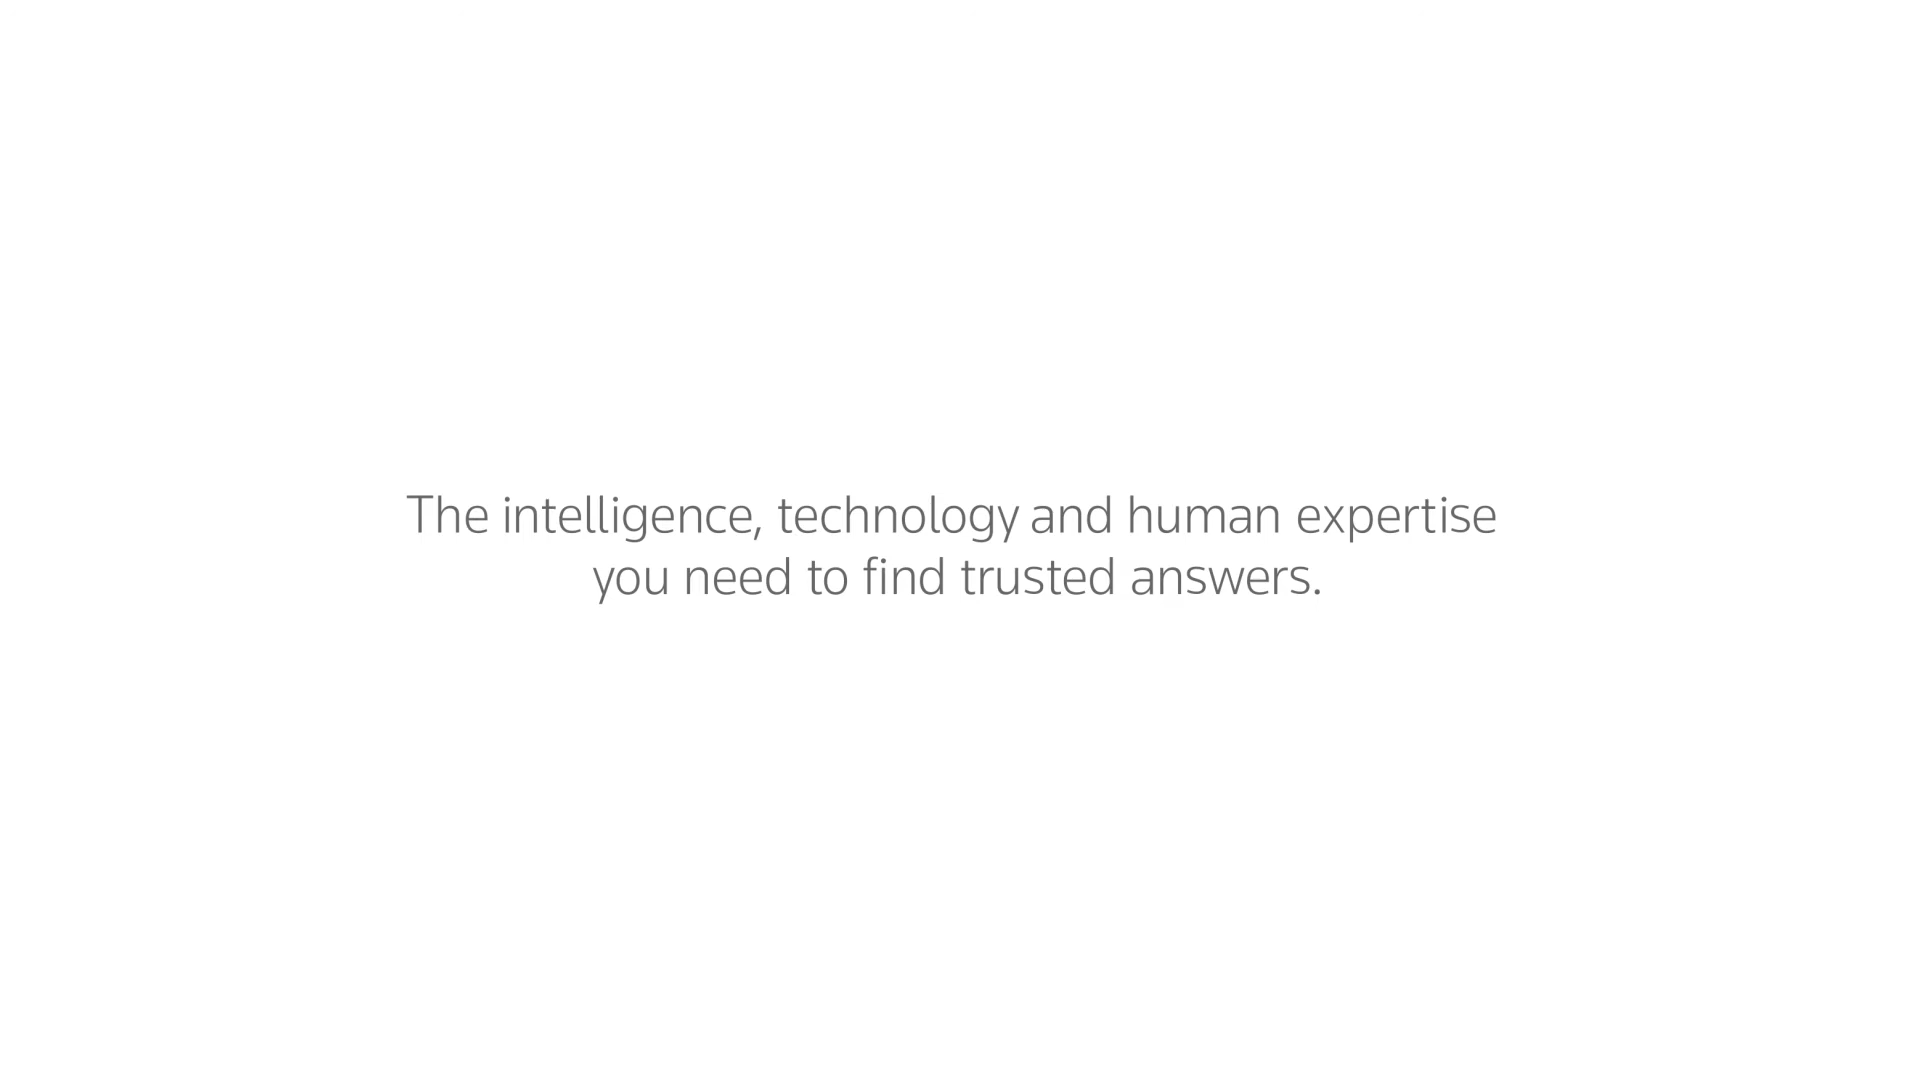 The intelligence, technology and human expertise
you need to find trusted answers.